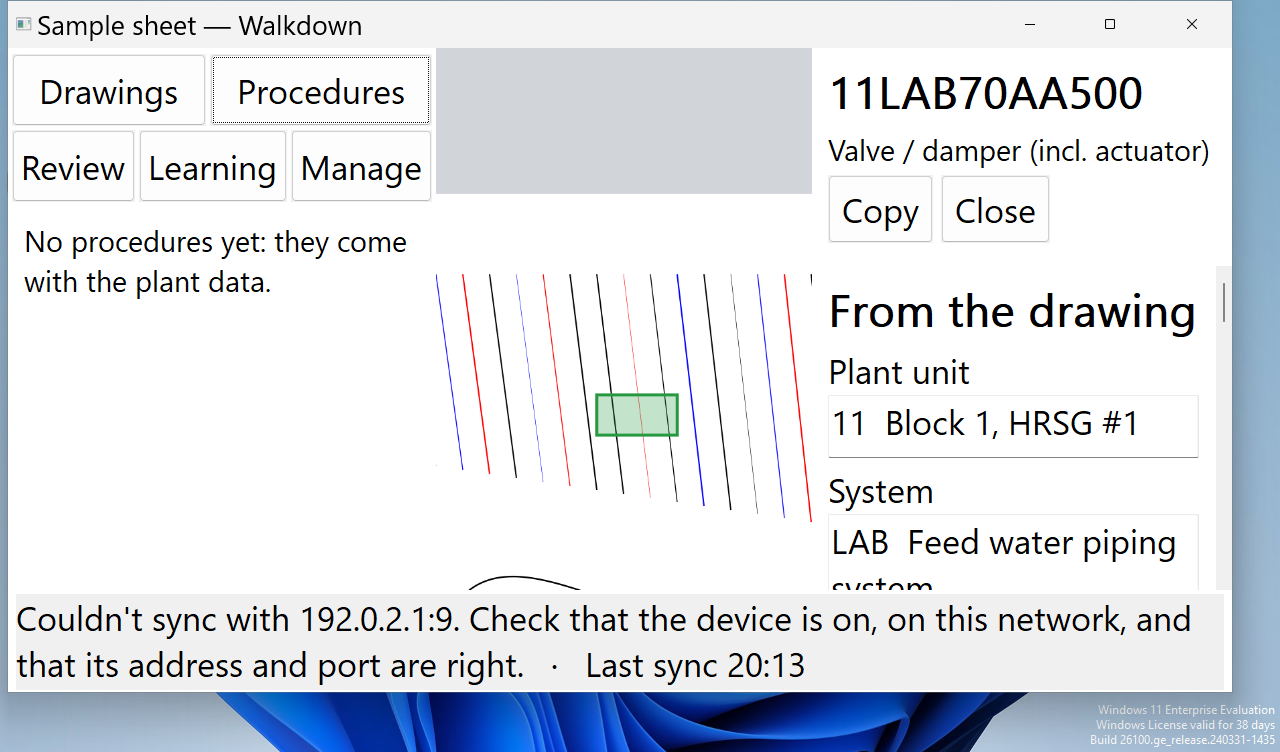 Sample sheet — Walkdown
Drawings
Procedures
Review
Learning
Manage
No procedures yet: they come
with the plant data.
11LAB70AA500
Valve / damper (incl. actuator)
Copy
Close
From the drawing
Plant unit
11  Block 1, HRSG #1
System
LAB  Feed water piping
system
Couldn't sync with 192.0.2.1:9. Check that the device is on, on this network, and
that its address and port are right.   ·   Last sync 20:13
Windows 11 Enterprise Evaluation
Windows License valid for 38 days
Build 26100.ge_release.240331-1435